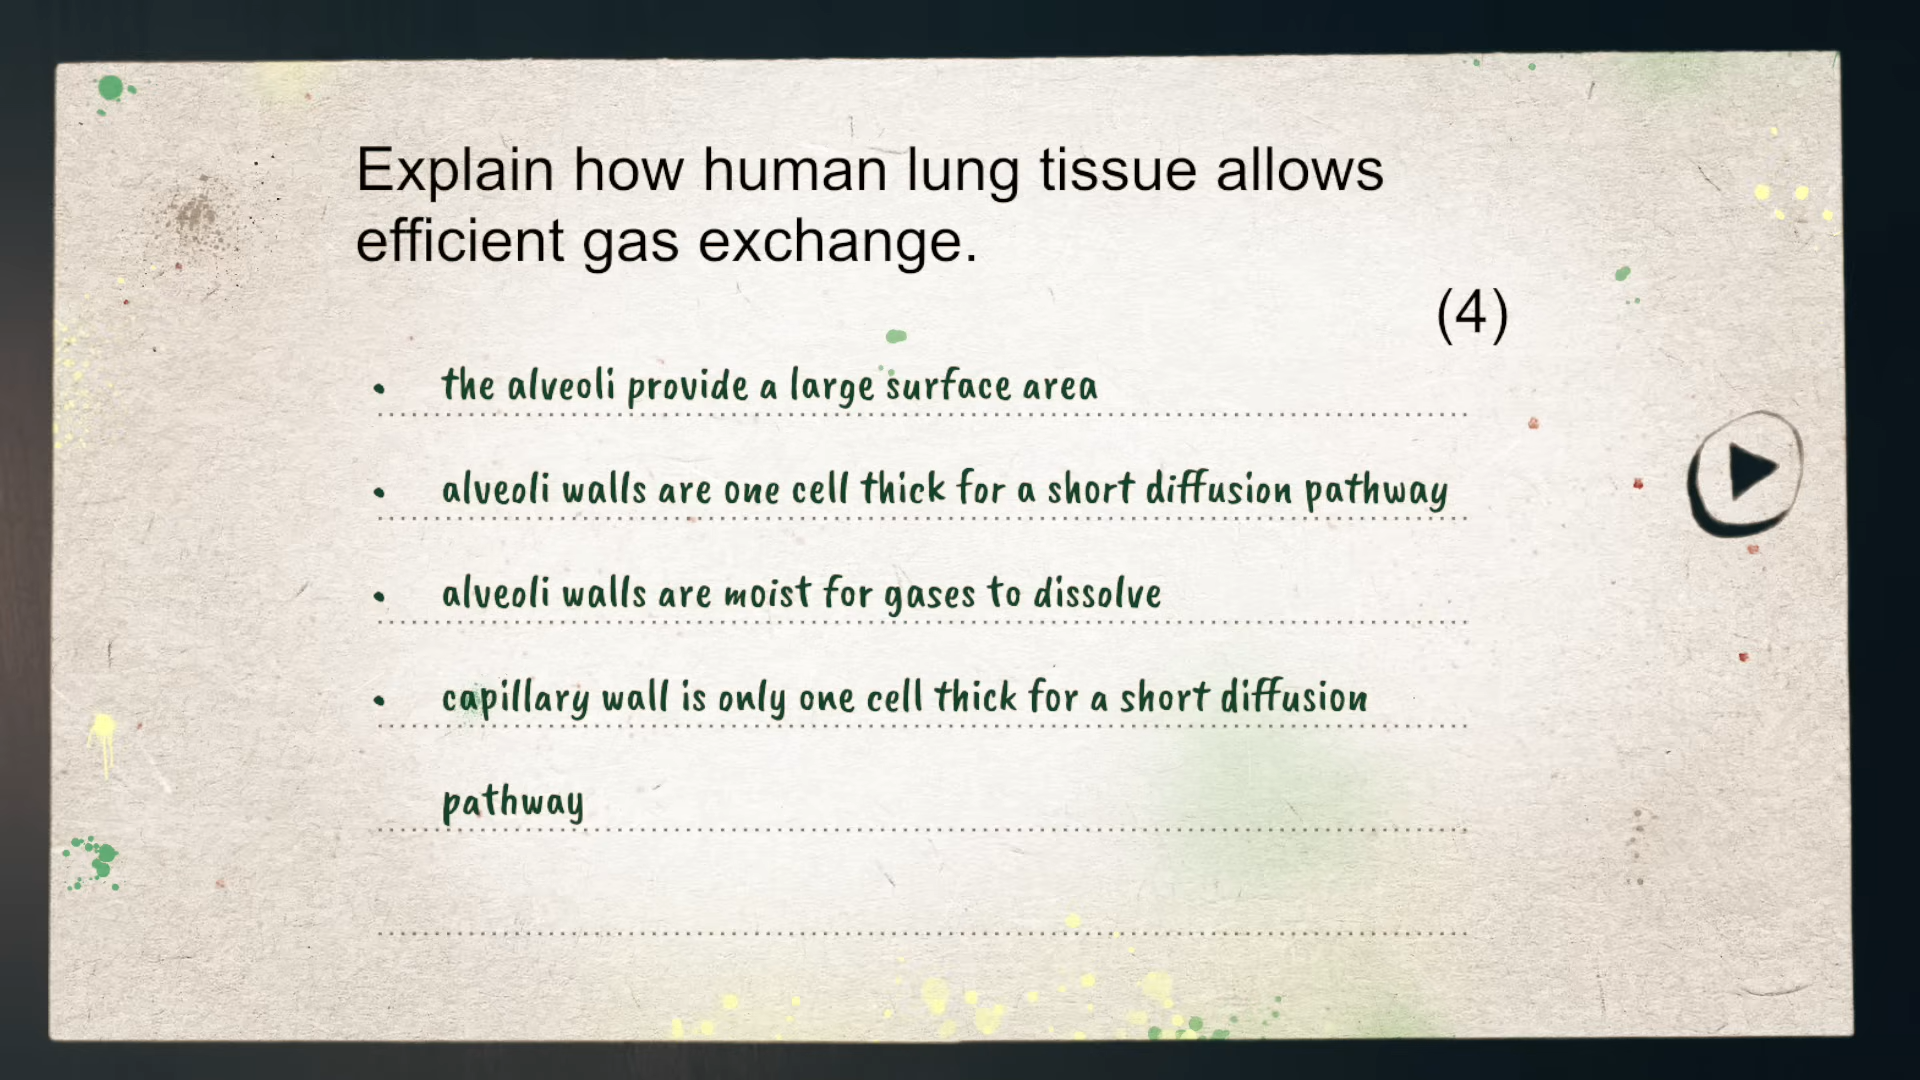 Explain how human lung tissue allows
efficient gas exchange.
(4)
• the alveoli provide a large surface area
• alveoli walls are one cell thick for a short diffusion pathway
• alveoli walls are moist for gases to dissolve
• capillary wall is only one cell thick for a short diffusion
pathway